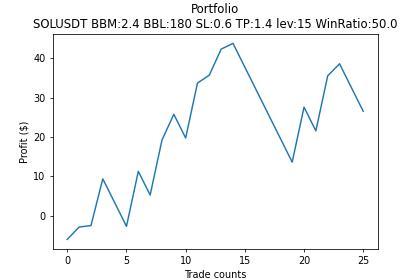 Portfolio
SOLUSDT BBM:2.4 BBL:180 SL:0.6 TP:1.4 lev:15 WinRatio:50.0
Profit ($)
40
30
20
10
0
0 5 10 15 20 25
Trade counts